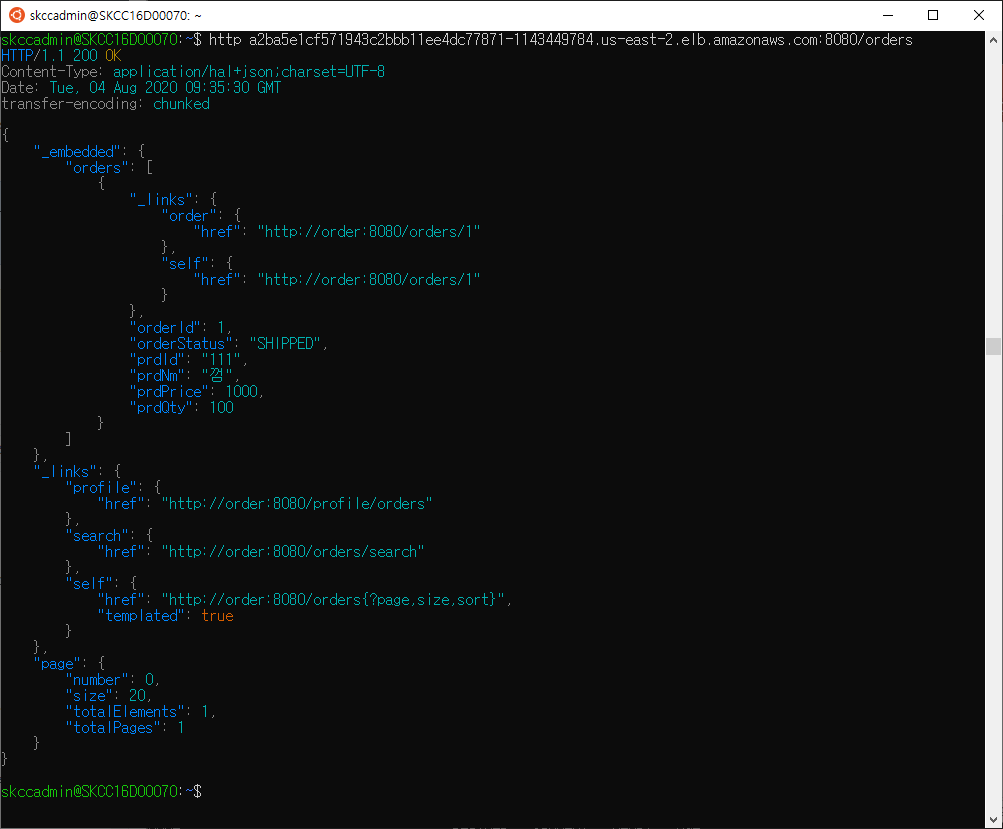 skccadmin@SKCC16D00070: ~
skccadmin@SKCC16D00070:~$ http a2ba5e1cf571943c2bbb11ee4dc77871-1143449784.us-east-2.elb.amazonaws.com:8080/orders
HTTP/1.1 200 OK
Content-Type: application/hal+json;charset=UTF-8
Date: Tue, 04 Aug 2020 09:35:30 GMT
transfer-encoding: chunked
{
"_embedded": {
"orders": [
{
"_links": {
"order": {
"href": "http://order:8080/orders/1"
},
"self": {
"href": "http://order:8080/orders/1"
}
},
"orderId": 1,
"orderStatus": "SHIPPED",
"prdId": "111",
"prdNm": "껌",
"prdPrice": 1000,
"prdQty": 100
}
]
},
"_links": {
"profile": {
"href": "http://order:8080/profile/orders"
},
"search": {
"href": "http://order:8080/orders/search"
},
"self": {
"href": "http://order:8080/orders{?page,size,sort}",
"templated": true
}
},
"page": {
"number": 0,
"size": 20,
"totalElements": 1,
"totalPages": 1
}
}
skccadmin@SKCC16D00070:~$